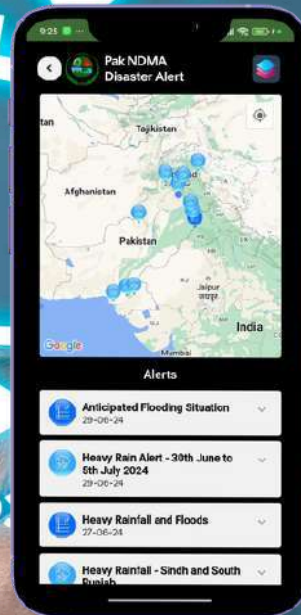 9:25
Pak NDMA
Disaster Alert
Tajikistan
Afghanistan
Pakistan
Jaipur
जयपुर
India
Google
Mumbai
Alerts
Anticipated Flooding Situation
29-06-24
Heavy Rain Alert - 30th June to
5th July 2024
29-06-24
Heavy Rainfall and Floods
27-06-24
Heavy Rainfall - Sindh and South
Punjab